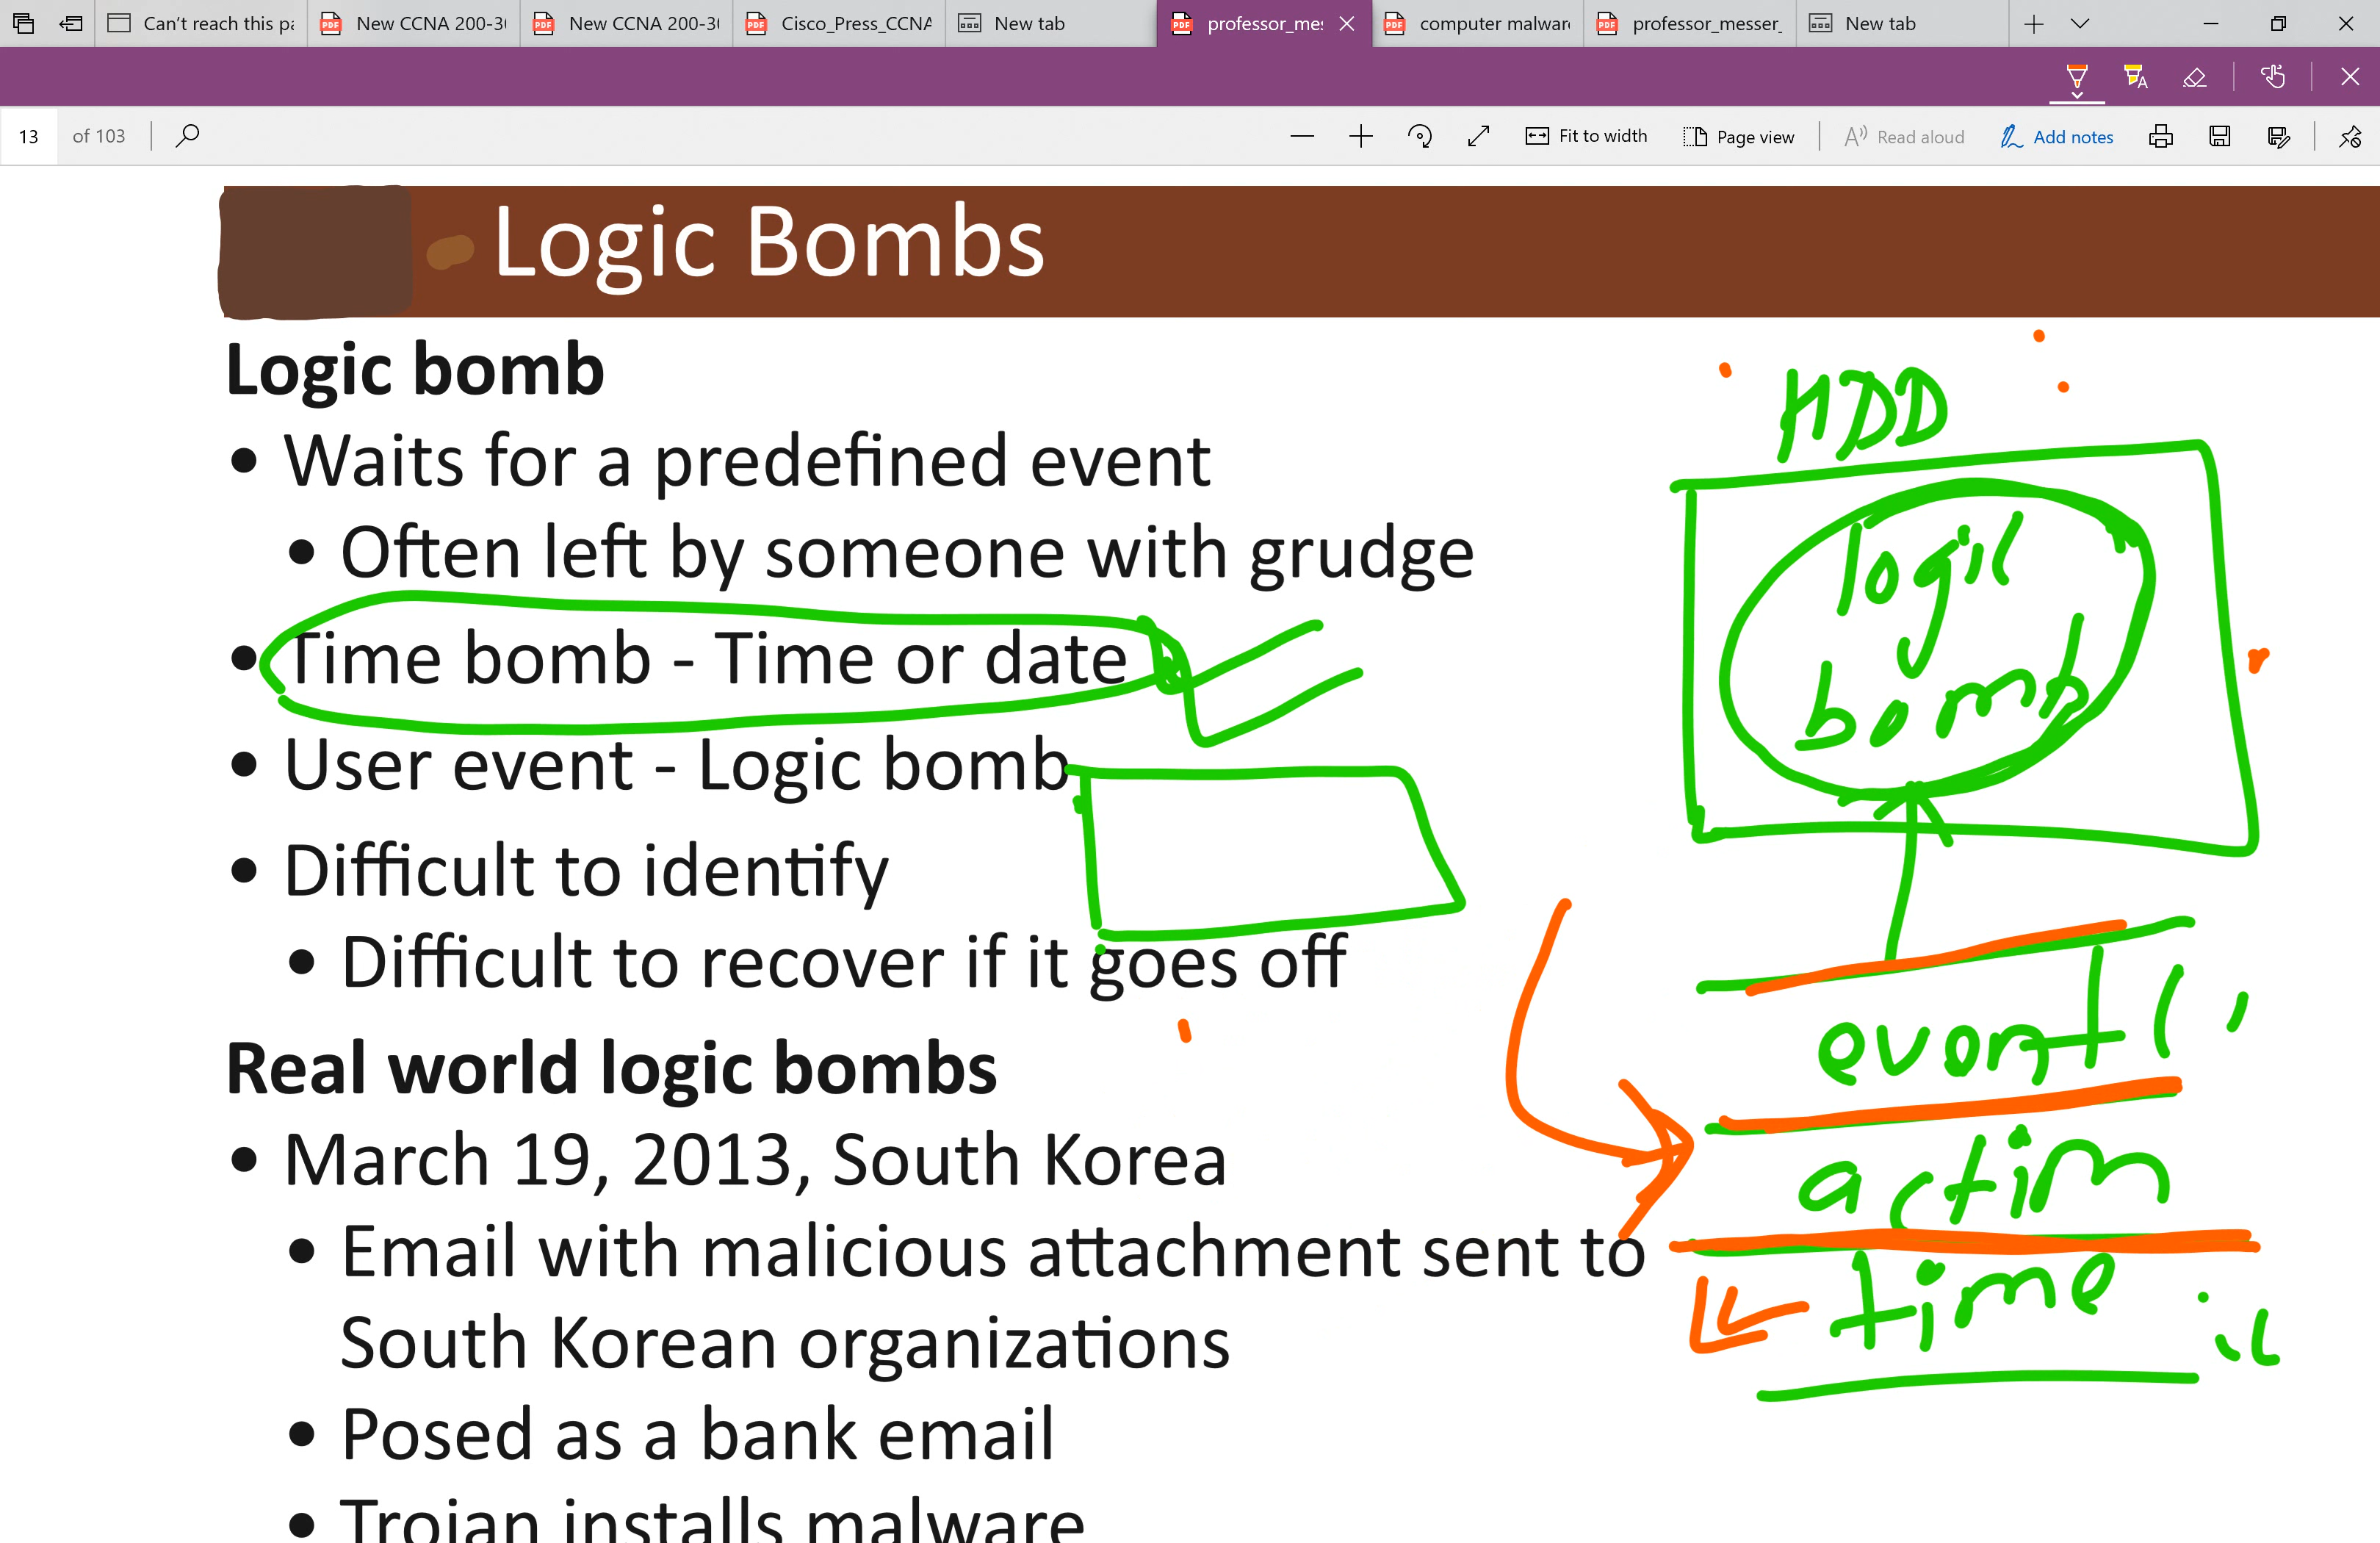 Can't reach this pa
New CCNA 200-30
New CCNA 200-30
Cisco_Press_CCNA
New tab
professor_mes
computer malwar
professor_messer_
New tab
13 of 103
Fit to width
Page view
Read aloud
Add notes
Logic Bombs
Logic bomb
• Waits for a predefined event
• Often left by someone with grudge
• Time bomb - Time or date
• User event - Logic bomb
• Difficult to identify
• Difficult to recover if it goes off
Real world logic bombs
• March 19, 2013, South Korea
• Email with malicious attachment sent to
South Korean organizations
• Posed as a bank email
• Trojan installs malware
HDD
logic
bomb
event
action
time